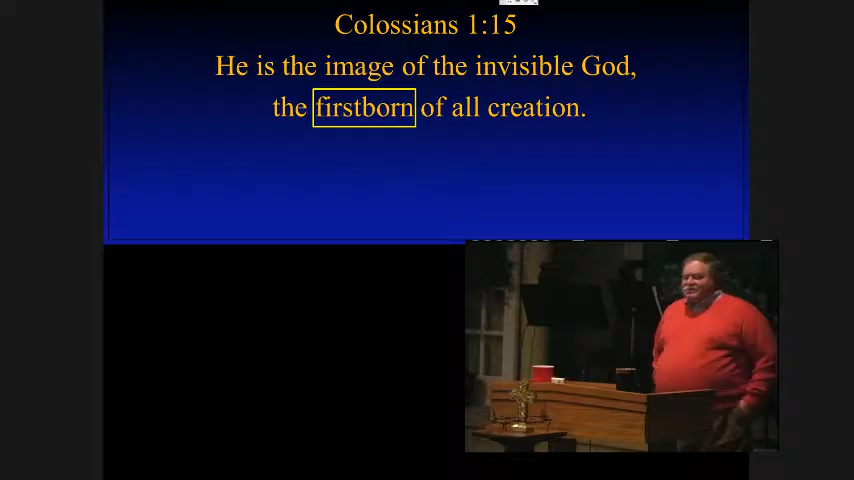 Colossians 1:15
He is the image of the invisible God,
the firstborn of all creation.